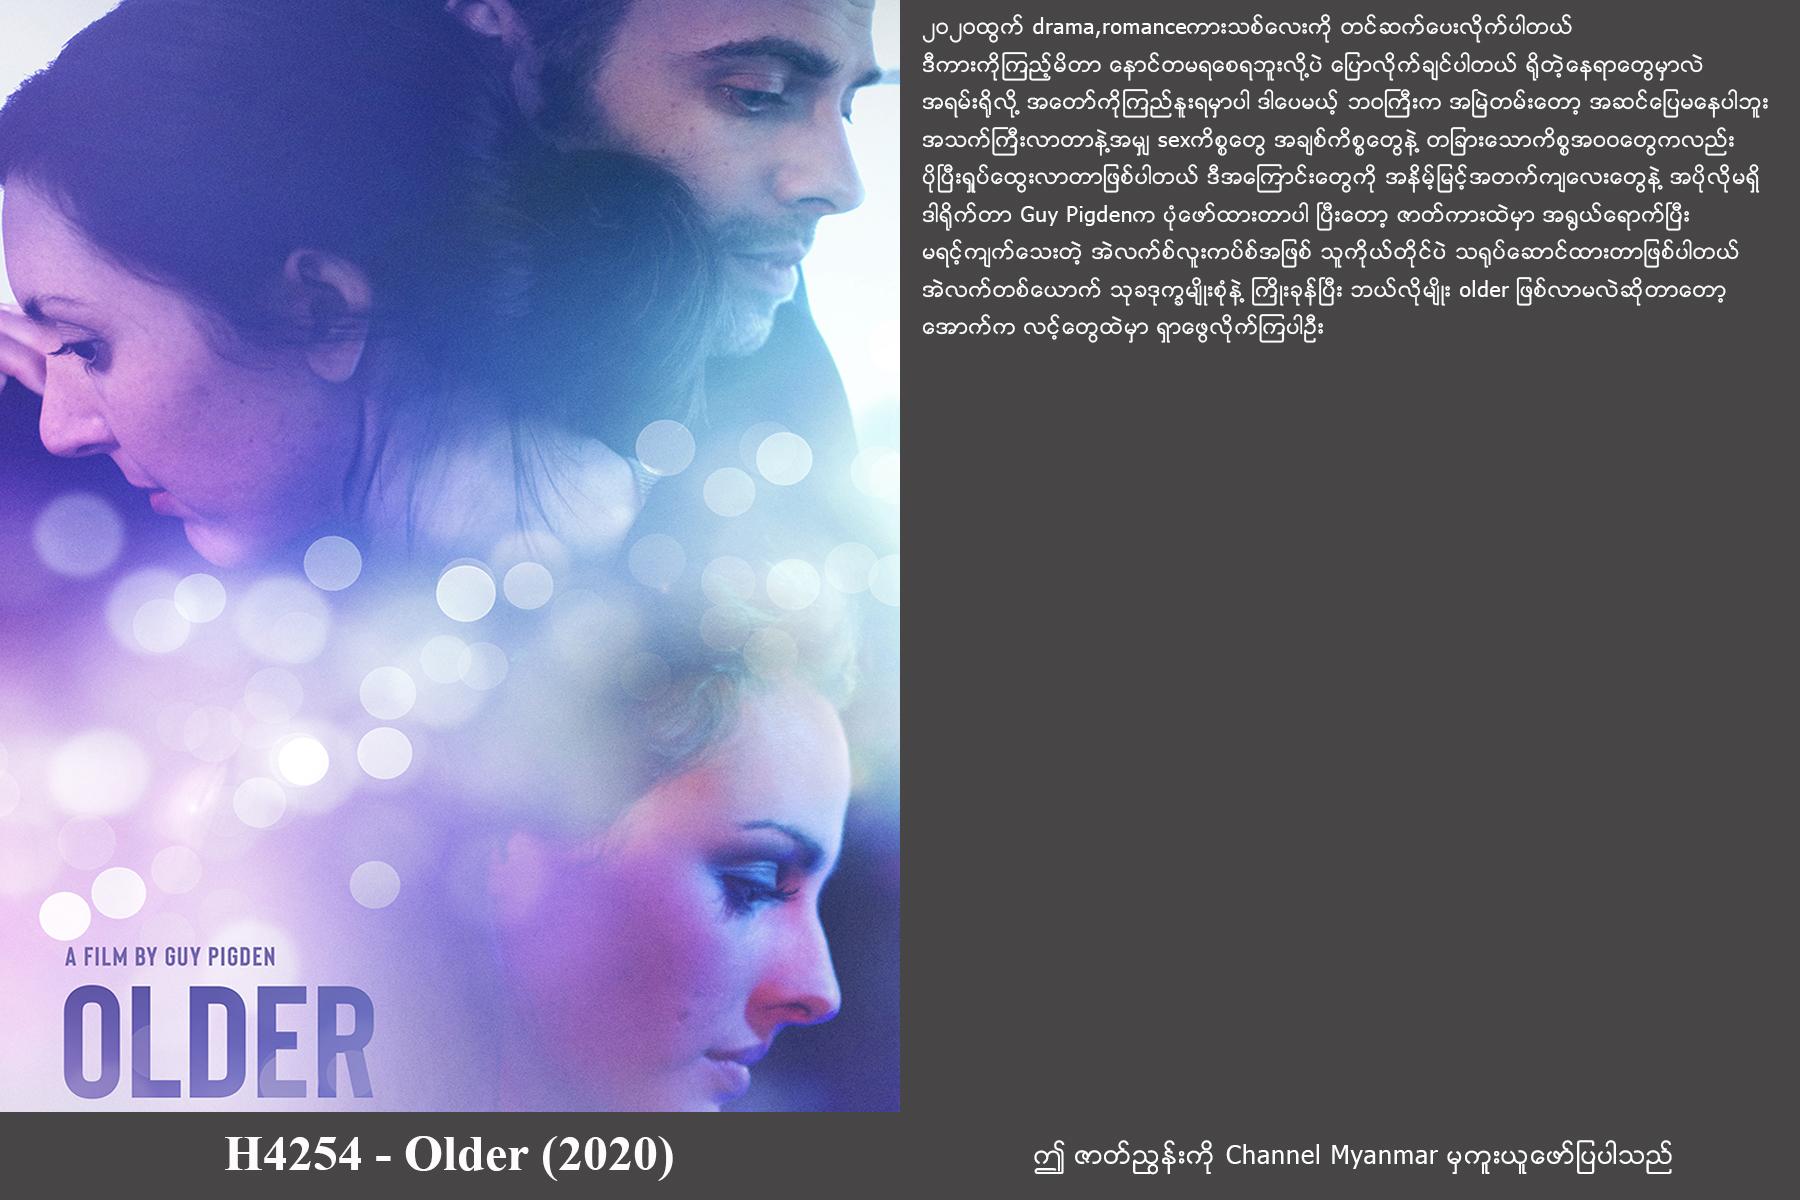 ၂၀၂၀ထွက် drama,romanceကားသစ်လေးကို တင်ဆက်ပေးလိုက်ပါတယ်
ဒီကားကိုကြည့်မိတာ နောင်တမရစေရဘူးလို့ပဲ ပြောလိုက်ချင်ပါတယ် ရိုတဲ့နေရာတွေမှာလဲ
အရမ်းရိုလို့ အတော်ကိုကြည်နူးရမှာပါ ဒါပေမယ့် ဘဝကြီးက အမြဲတမ်းတော့ အဆင်ပြေမနေပါဘူး
အသက်ကြီးလာတာနဲ့အမျှ sexကိစ္စတွေ အချစ်ကိစ္စတွေနဲ့ တခြားသောကိစ္စအဝဝတွေကလည်း
ပိုပြီးရှုပ်ထွေးလာတာဖြစ်ပါတယ် ဒီအကြောင်းတွေကို အနိမ့်မြင့်အတက်ကျလေးတွေနဲ့ အပိုလိုမရှိ
ဒါရိုက်တာ Guy Pigdenက ပုံဖော်ထားတာပါ ပြီးတော့ ဇာတ်ကားထဲမှာ အရွယ်ရောက်ပြီး
မရင့်ကျက်သေးတဲ့ အဲလက်စ်လူးကပ်စ်အဖြစ် သူကိုယ်တိုင်ပဲ သရုပ်ဆောင်ထားတာဖြစ်ပါတယ်
အဲလက်တစ်ယောက် သုခဒုက္ခမျိုးစုံနဲ့ ကြိုးခုန်ပြီး ဘယ်လိုမျိုး older ဖြစ်လာမလဲဆိုတာတော့
အောက်က လင့်တွေထဲမှာ ရှာဖွေလိုက်ကြပါဦး
A FILM BY GUY PIGDEN
OLDER
H4254 - Older (2020)
ဤ ဇာတ်ညွှန်းကို Channel Myanmar မှကူးယူဖော်ပြပါသည်